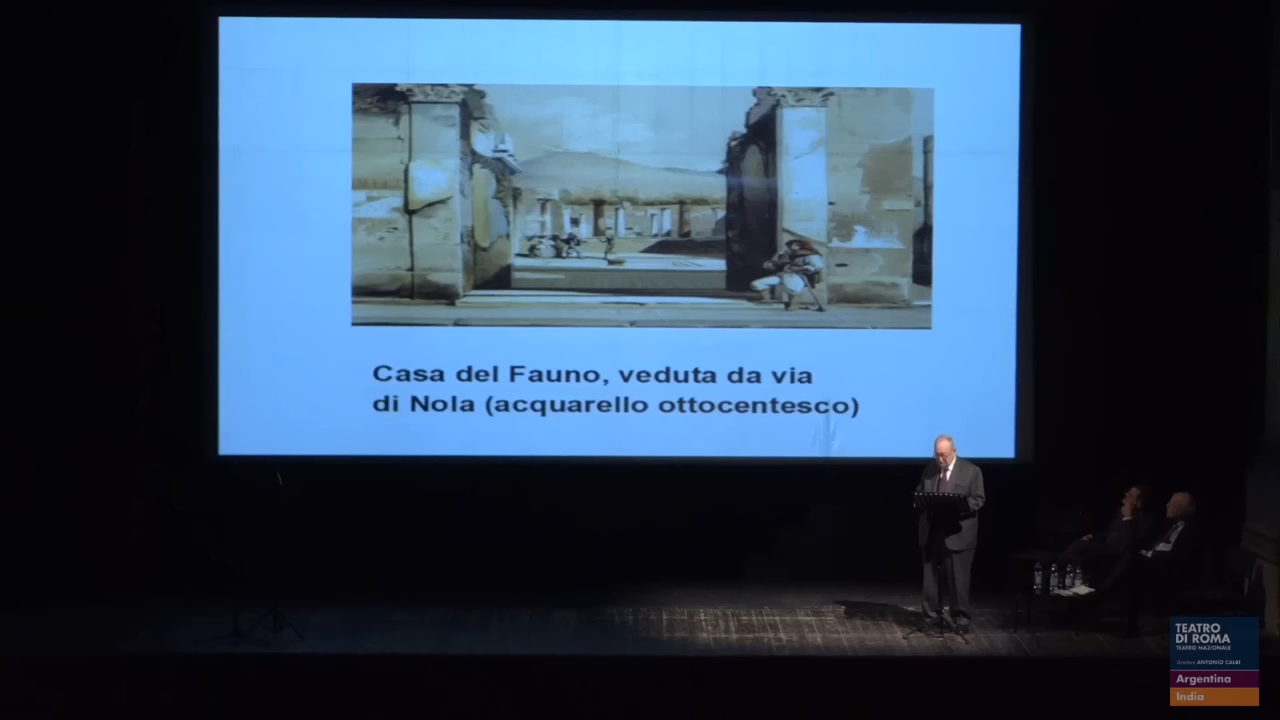 Casa del Fauno, veduta da via
di Nola (acquarello ottocentesco)
TEATRO
DI ROMA
TEATRO NAZIONALE
direttore ANTONIO CALBI
Argentina
India